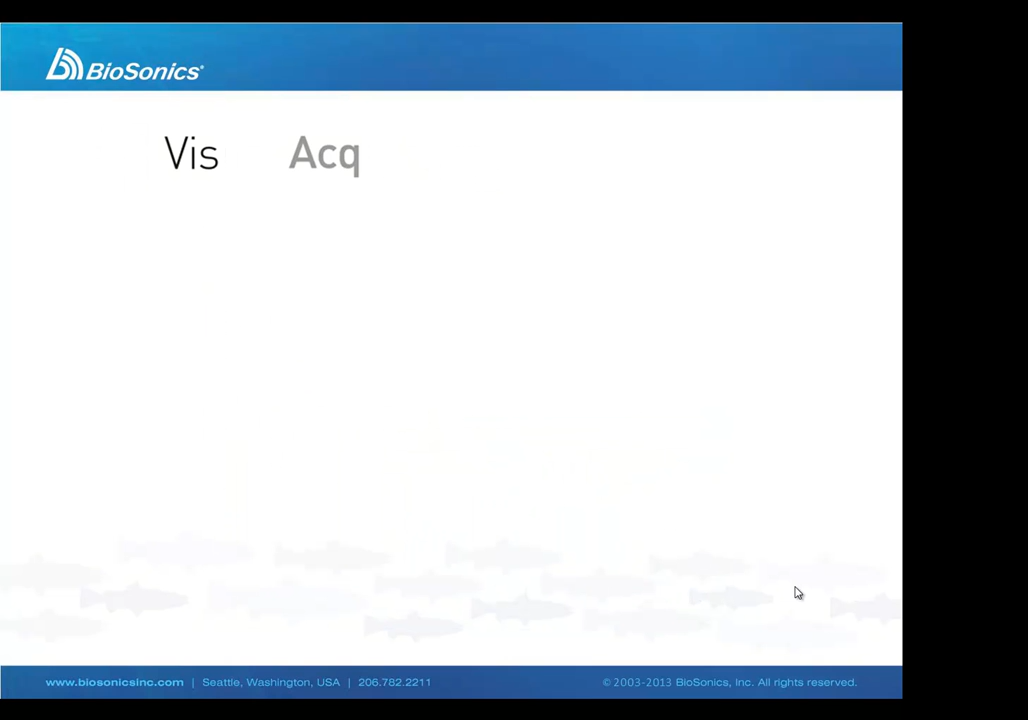 BioSonics®
Vis Acq
www.biosonicsinc.com | Seattle, Washington, USA | 206.782.2211 © 2003-2013 BioSonics, Inc. All rights reserved.